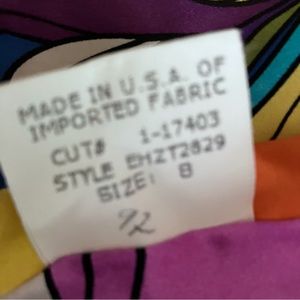 MADE IN U.S.A. OF
IMPORTED FABRIC
CUT# 1-17403
STYLE EHZT2829
SIZE: 8
92